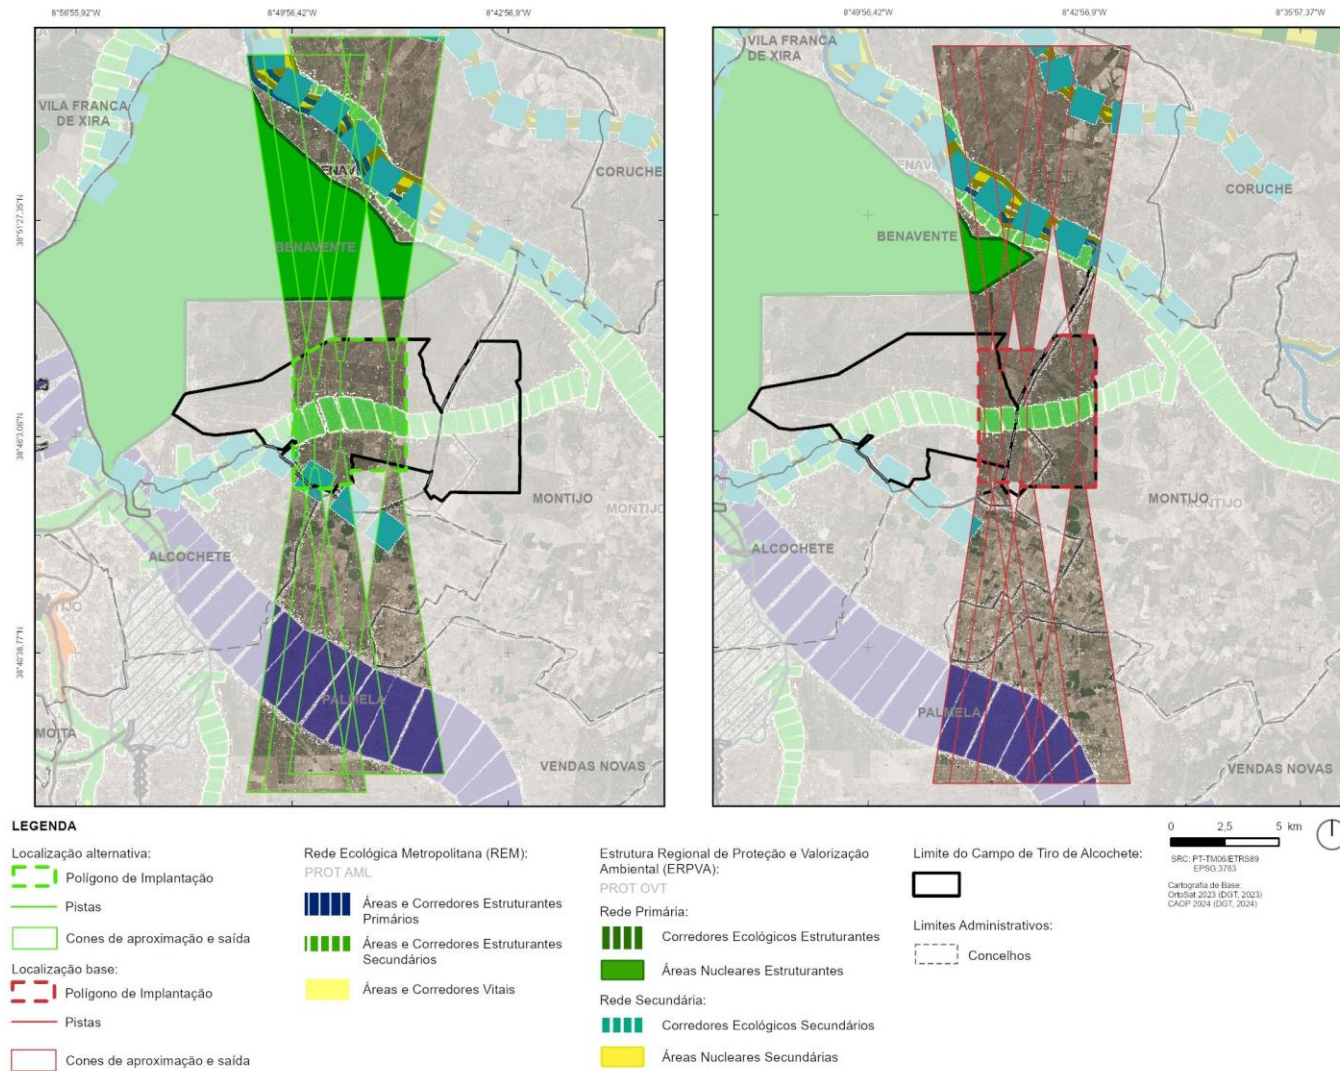 8°56'55,92"W
8°49'56,42"W
8°42'56,9"W
8°49'56,42"W
8°42'56,9"W
8°35'57,37"W
38°51'27,35"N
38°46'3,06"N
38°40'38,77"N
VILA FRANCA
DE XIRA
CORUCHE
BENAVENTE
MONTIJO
ALCOCHETE
PALMELA
MOITA
VENDAS NOVAS
VILA FRANCA
DE XIRA
CORUCHE
BENAVENTE
MONTIJO
MONTIJO
ALCOCHETE
PALMELA
VENDAS NOVAS
LEGENDA
Localização alternativa:
Polígono de Implantação
Pistas
Cones de aproximação e saída
Localização base:
Polígono de Implantação
Pistas
Cones de aproximação e saída
Rede Ecológica Metropolitana (REM):
PROT AML
Áreas e Corredores Estruturantes
Primários
Áreas e Corredores Estruturantes
Secundários
Áreas e Corredores Vitais
Estrutura Regional de Proteção e Valorização
Ambiental (ERPVA):
PROT OVT
Rede Primária:
Corredores Ecológicos Estruturantes
Áreas Nucleares Estruturantes
Rede Secundária:
Corredores Ecológicos Secundários
Áreas Nucleares Secundárias
Limite do Campo de Tiro de Alcochete:
Limites Administrativos:
Concelhos
0 2,5 5 km
SRC: PT-TM06/ETRS89
EPSG:3763
Cartografia de Base:
OrtoSat 2023 (DGT, 2023)
CAOP 2024 (DGT, 2024)